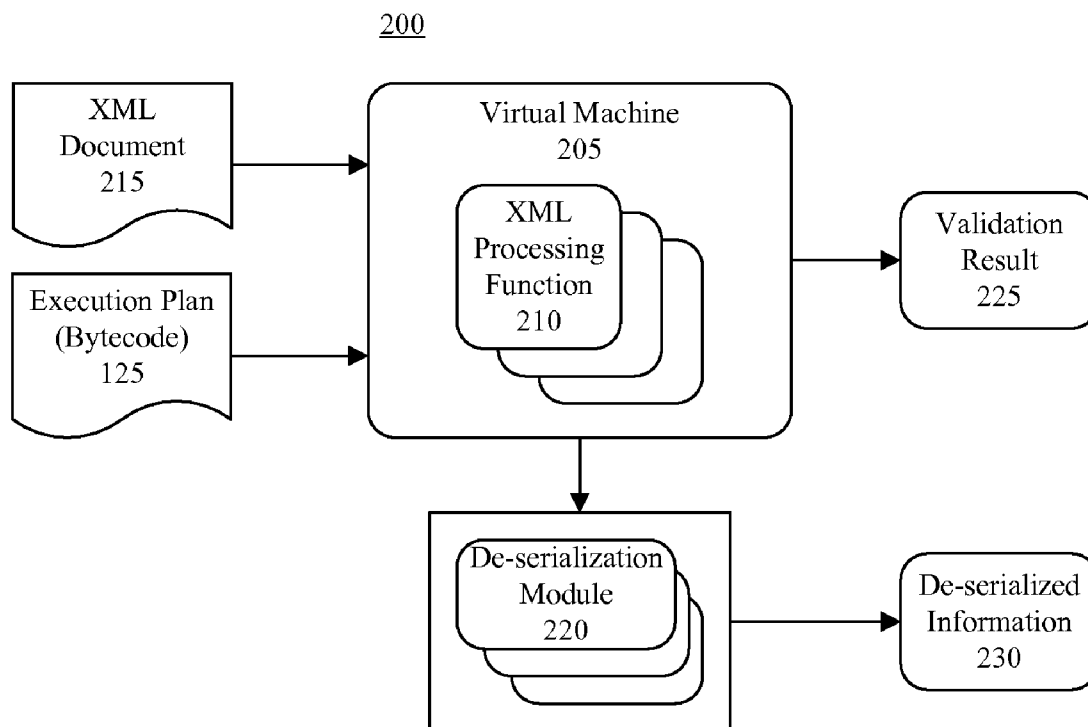 200
XML
Document
215
Execution Plan
(Bytecode)
125
Virtual Machine
205
XML
Processing
Function
210
Validation
Result
225
De-serialization
Module
220
De-serialized
Information
230